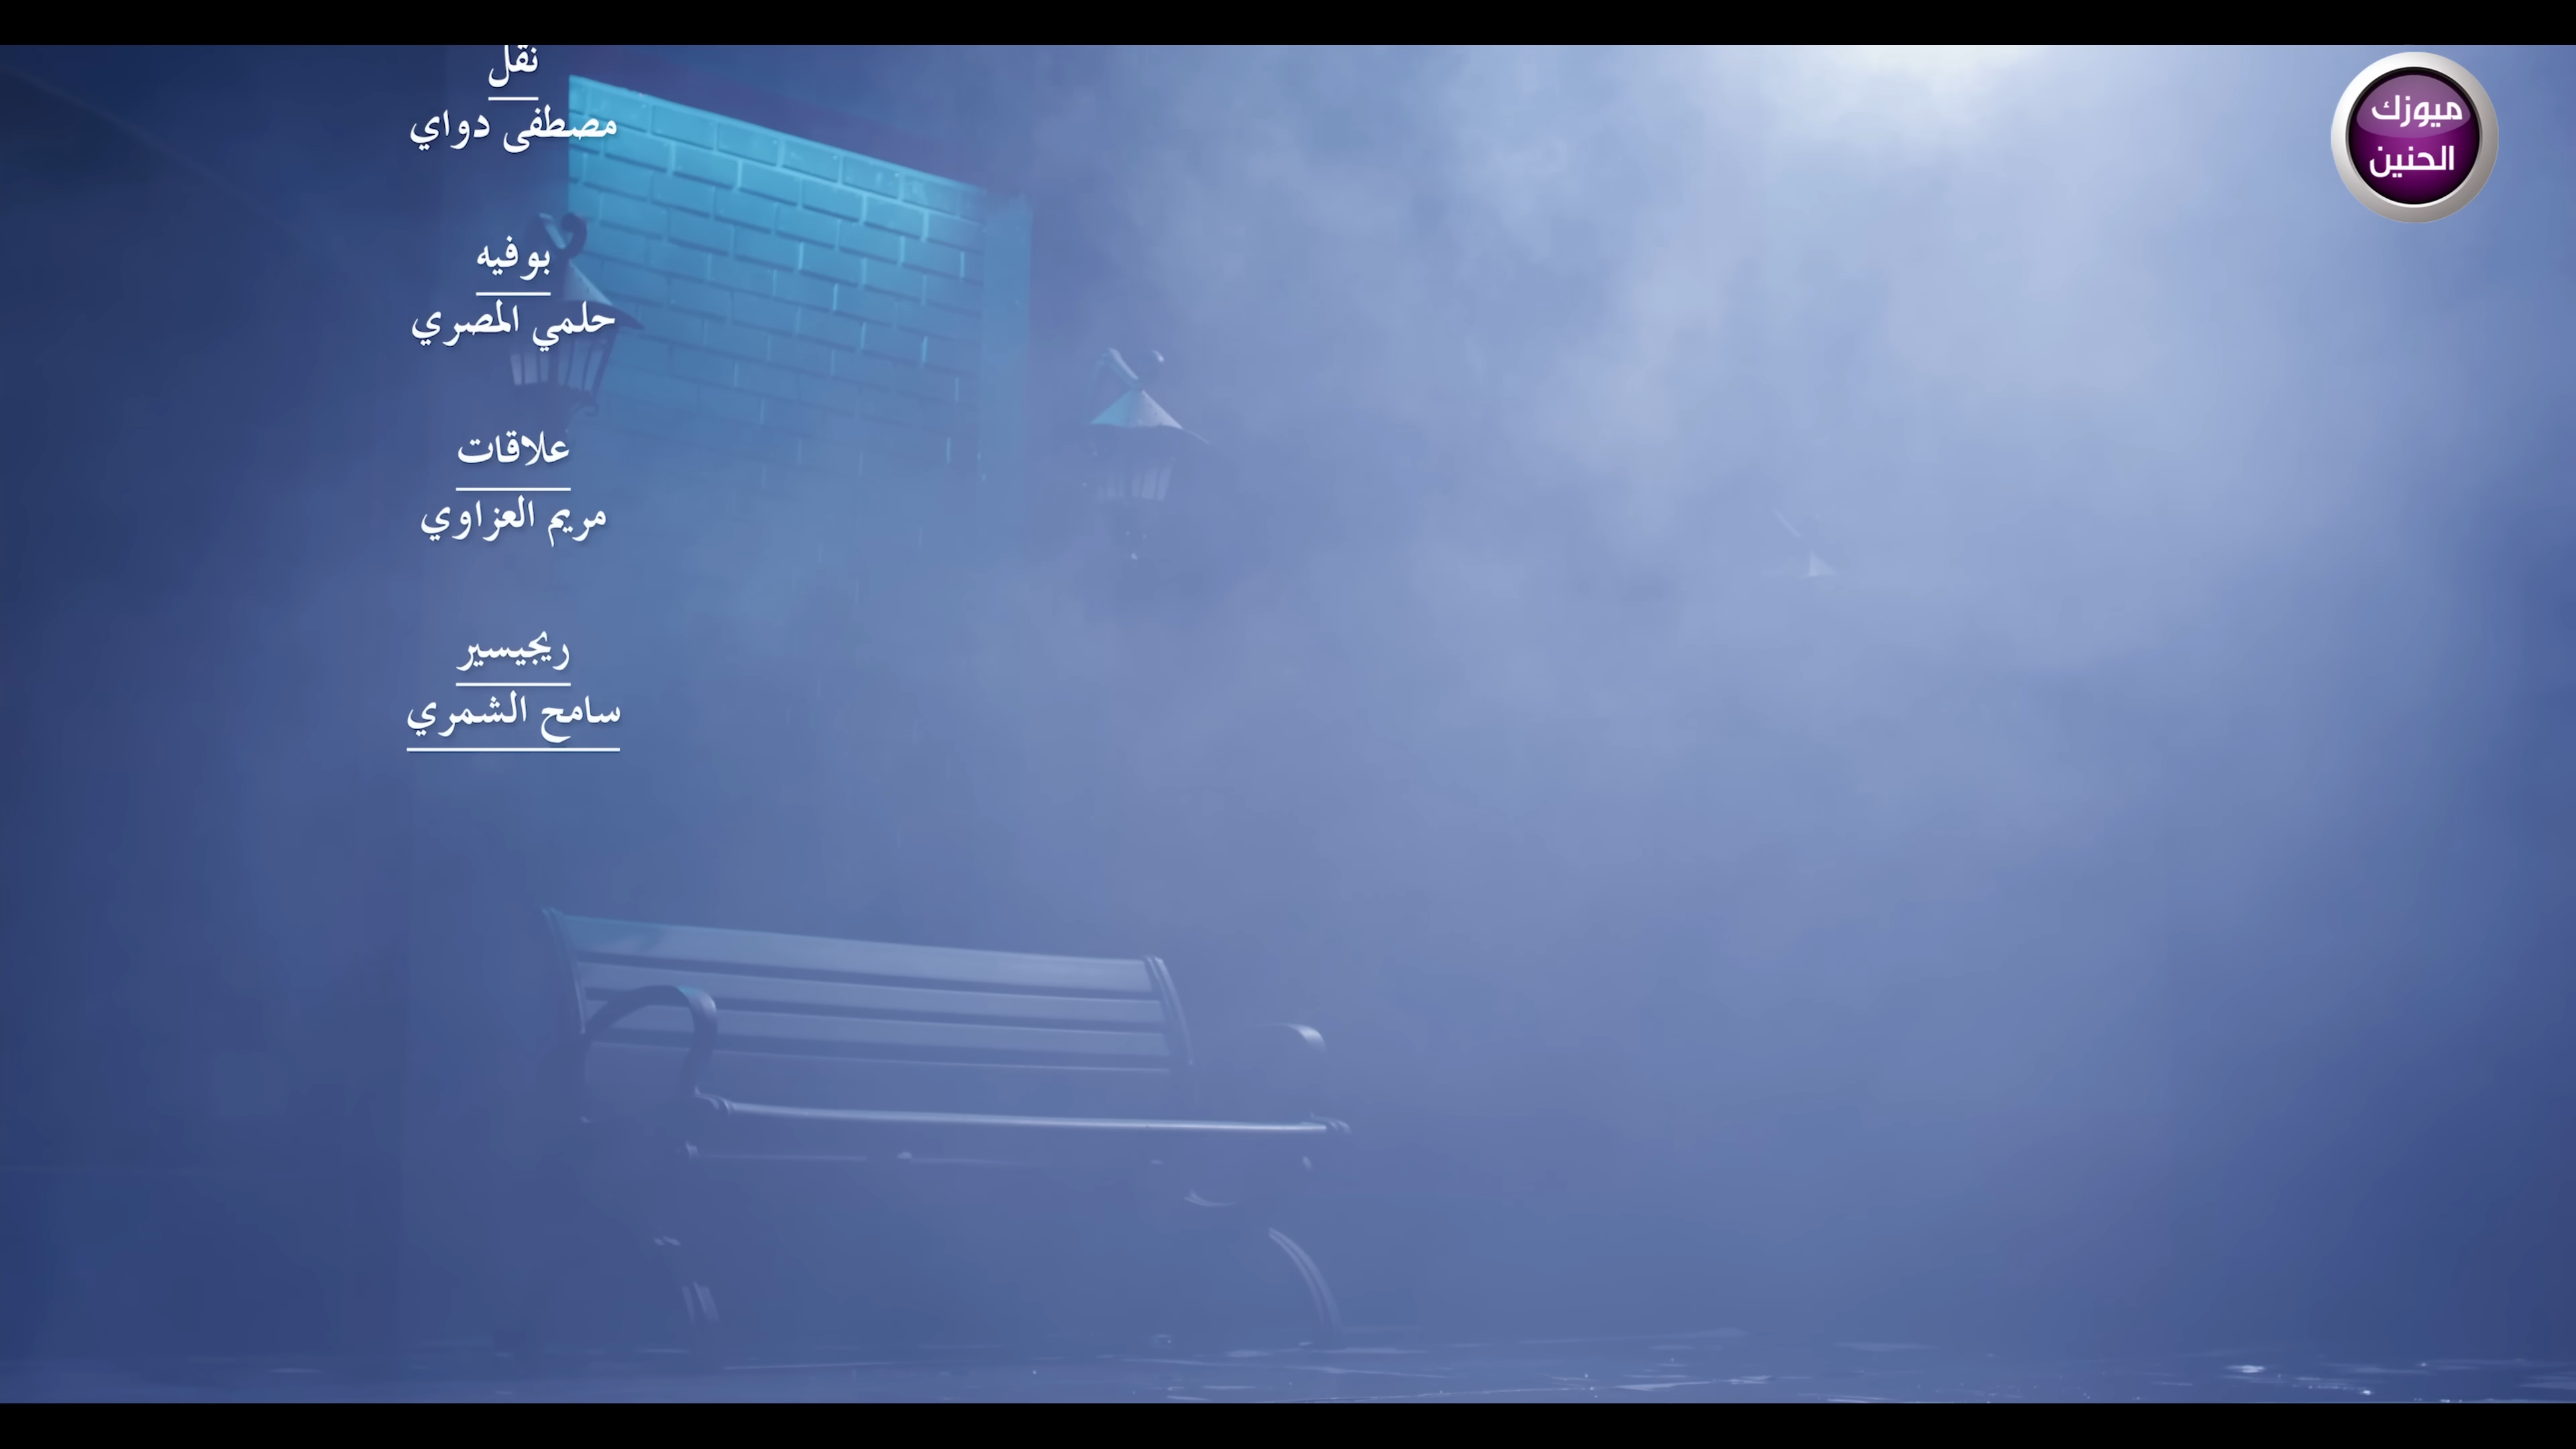 نقل
مصطفى دواي
بوفيه
حلمي المصري
علاقات
مريم العزاوي
ريجيسير
سامح الشمري
ميوزك
الحنين